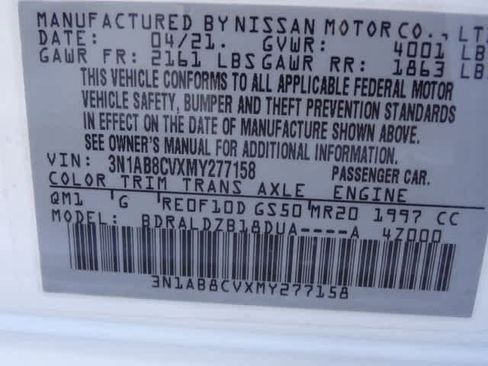 MANUFACTURED BY NISSAN MOTOR CO., LT
DATE: 04/21. GVWR: 4001 LB
GAWR FR: 2161 LBS GAWR RR: 1863 LB
THIS VEHICLE CONFORMS TO ALL APPLICABLE FEDERAL MOTOR
VEHICLE SAFETY, BUMPER AND THEFT PREVENTION STANDARDS
IN EFFECT ON THE DATE OF MANUFACTURE SHOWN ABOVE.
SEE OWNER'S MANUAL FOR ADDITIONAL INFORMATION.
VIN: 3N1AB8CVXMY277158 PASSENGER CAR.
COLOR TRIM TRANS AXLE ENGINE
QM1 G RE0F10D GS50 MR20 1997 CC
MODEL: BDRALDZB18DUA----A 4Z000
3N1AB8CVXMY277158